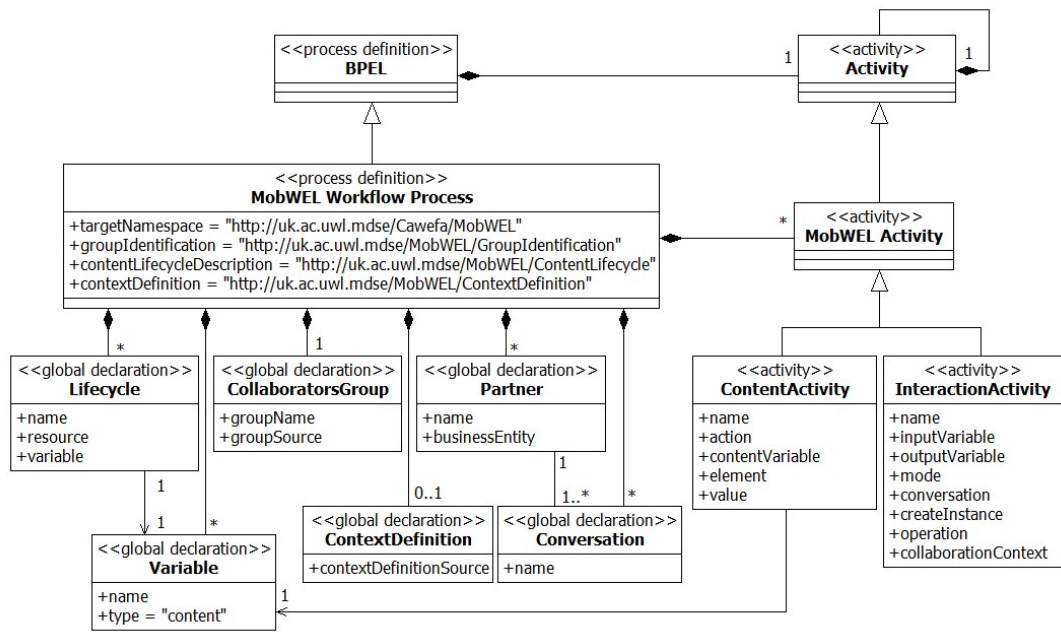 <<process definition>>
BPEL
1
<<activity>>
Activity
1
<<process definition>>
MobWEL Workflow Process
+targetNamespace = "http://uk.ac.uwl.mdse/Cawefa/MobWEL"
+groupIdentification = "http://uk.ac.uwl.mdse/MobWEL/GroupIdentification"
+contentLifecycleDescription = "http://uk.ac.uwl.mdse/MobWEL/ContentLifecycle"
+contextDefinition = "http://uk.ac.uwl.mdse/MobWEL/ContextDefinition"
*
<<activity>>
MobWEL Activity
*
1
*
<<global declaration>>
Lifecycle
+name
+resource
+variable
<<global declaration>>
CollaboratorsGroup
+groupName
+groupSource
<<global declaration>>
Partner
+name
+businessEntity
<<activity>>
ContentActivity
+name
+action
+contentVariable
+element
+value
<<activity>>
InteractionActivity
+name
+inputVariable
+outputVariable
+mode
+conversation
+createInstance
+operation
+collaborationContext
1
1
*
0..1
1
1..*
*
<<global declaration>>
Variable
+name
+type = "content"
<<global declaration>>
ContextDefinition
+contextDefinitionSource
<<global declaration>>
Conversation
+name
1